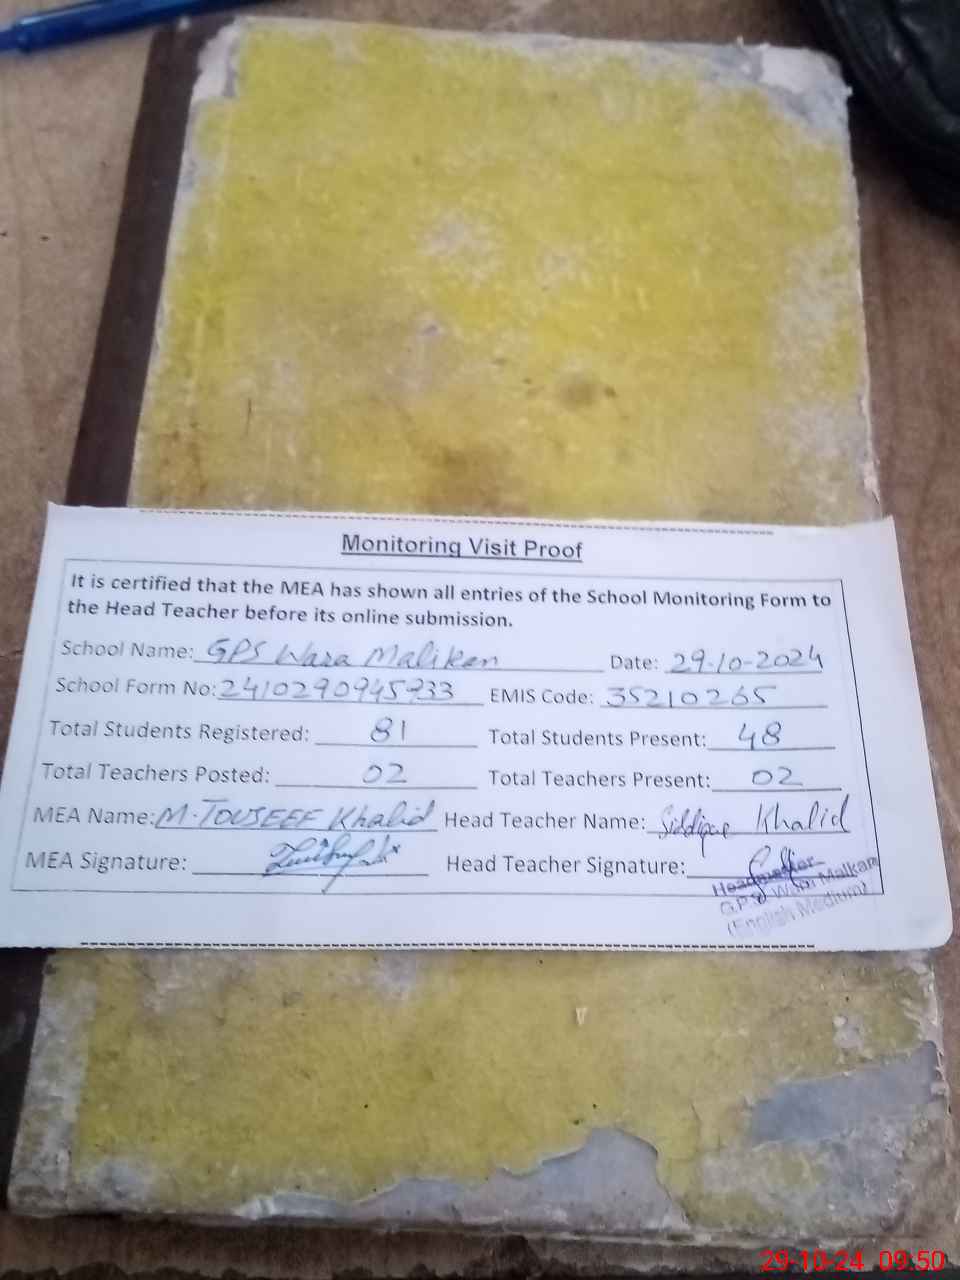 Monitoring Visit Proof
It is certified that the MEA has shown all entries of the School Monitoring Form to
the Head Teacher before its online submission.
School Name: GPS Wara Malikan Date: 29-10-2024
School Form No: 2410290945933 EMIS Code: 35210265
Total Students Registered: 81 Total Students Present: 48
Total Teachers Posted: 02 Total Teachers Present: 02
MEA Name: M. TOUSEEF Khalid Head Teacher Name: Siddique Khalid
MEA Signature: Head Teacher Signature:
Headmaster
G.P.S Wara Malkan
(English Medium)
29-10-24 09:50